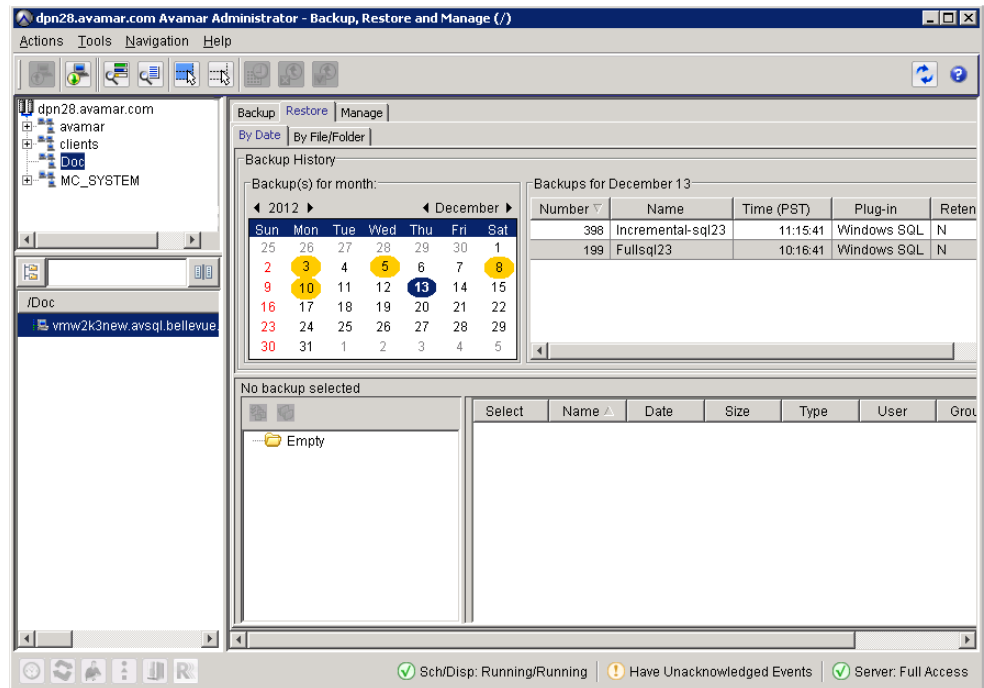 dpn28.avamar.com Avamar Administrator - Backup, Restore and Manage (/)
Actions Tools Navigation Help
dpn28.avamar.com
avamar
clients
Doc
MC_SYSTEM
/Doc
vmw2k3new.avsql.bellevue.
Backup Restore Manage
By Date By File/Folder
Backup History
Backup(s) for month:
2012 December
Sun Mon Tue Wed Thu Fri Sat
25 26 27 28 29 30 1
2 3 4 5 6 7 8
9 10 11 12 13 14 15
16 17 18 19 20 21 22
23 24 25 26 27 28 29
30 31 1 2 3 4 5
Backups for December 13
Number Name Time (PST) Plug-in Reten
398 Incremental-sql23 11:15:41 Windows SQL N
199 Fullsql23 10:16:41 Windows SQL N
No backup selected
Empty
Select Name Date Size Type User Grou
Sch/Disp: Running/Running Have Unacknowledged Events Server: Full Access